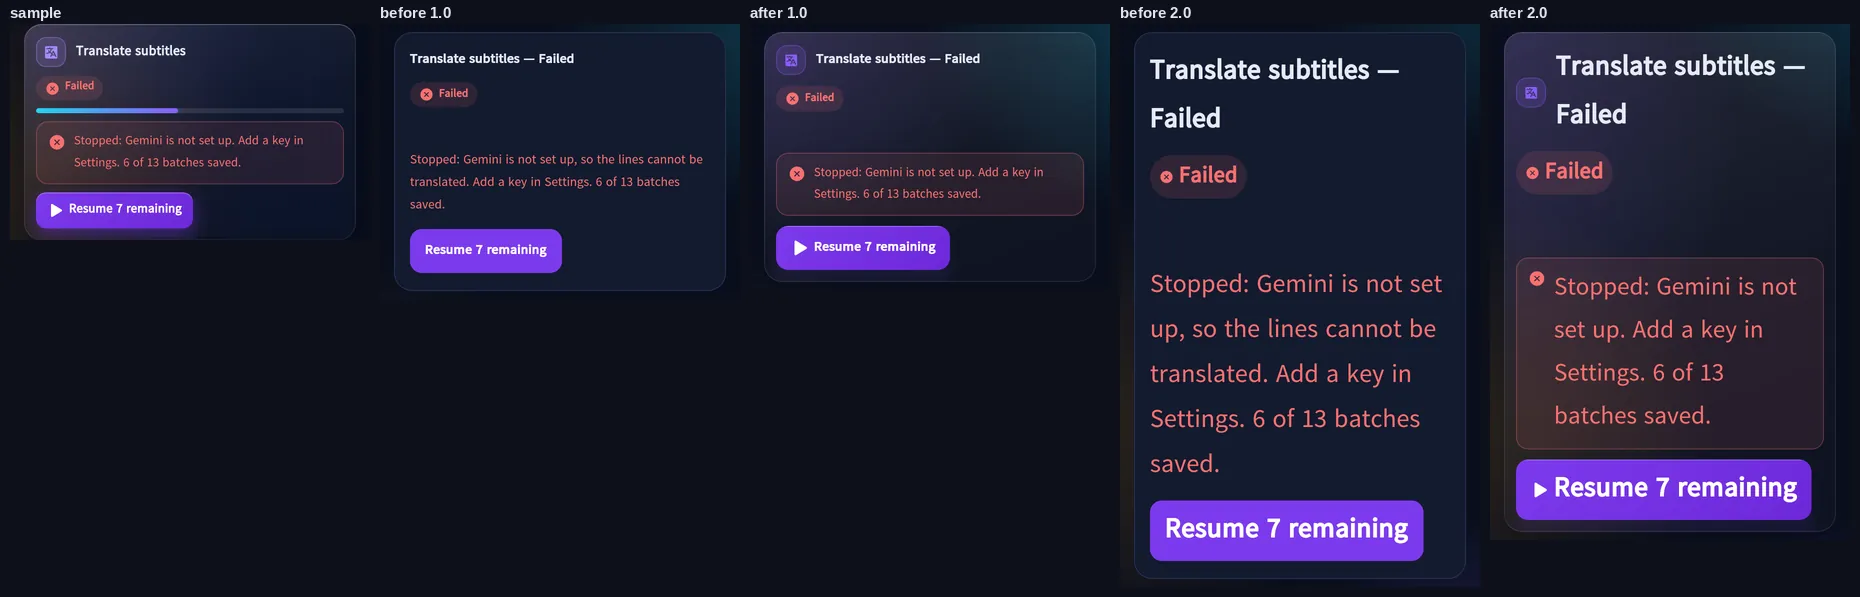 sample
Translate subtitles
Failed
Stopped: Gemini is not set up. Add a key in
Settings. 6 of 13 batches saved.
Resume 7 remaining
before 1.0
Translate subtitles — Failed
Failed
Stopped: Gemini is not set up, so the lines cannot be
translated. Add a key in Settings. 6 of 13 batches
saved.
Resume 7 remaining
after 1.0
Translate subtitles — Failed
Failed
Stopped: Gemini is not set up. Add a key in
Settings. 6 of 13 batches saved.
Resume 7 remaining
before 2.0
Translate subtitles —
Failed
Failed
Stopped: Gemini is not set
up, so the lines cannot be
translated. Add a key in
Settings. 6 of 13 batches
saved.
Resume 7 remaining
after 2.0
Translate subtitles —
Failed
Failed
Stopped: Gemini is not
set up. Add a key in
Settings. 6 of 13
batches saved.
Resume 7 remaining